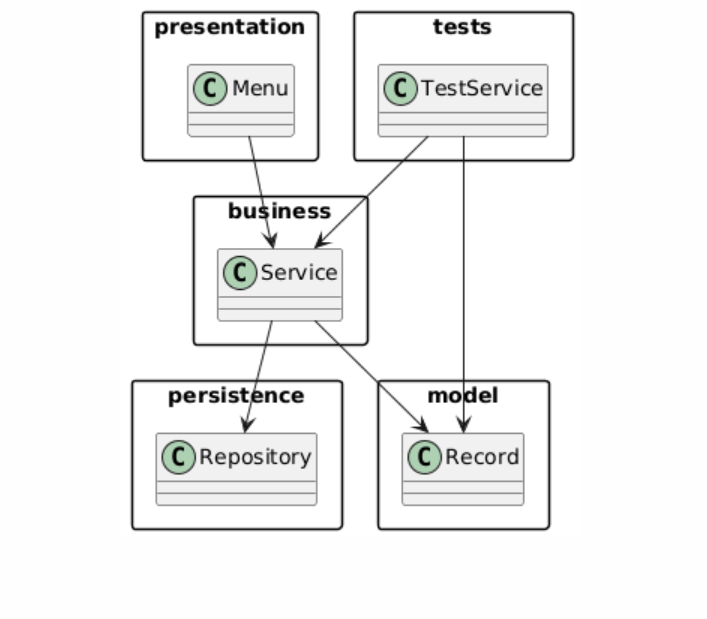 presentation
tests
C Menu
C TestService
business
C Service
persistence
model
C Repository
C Record